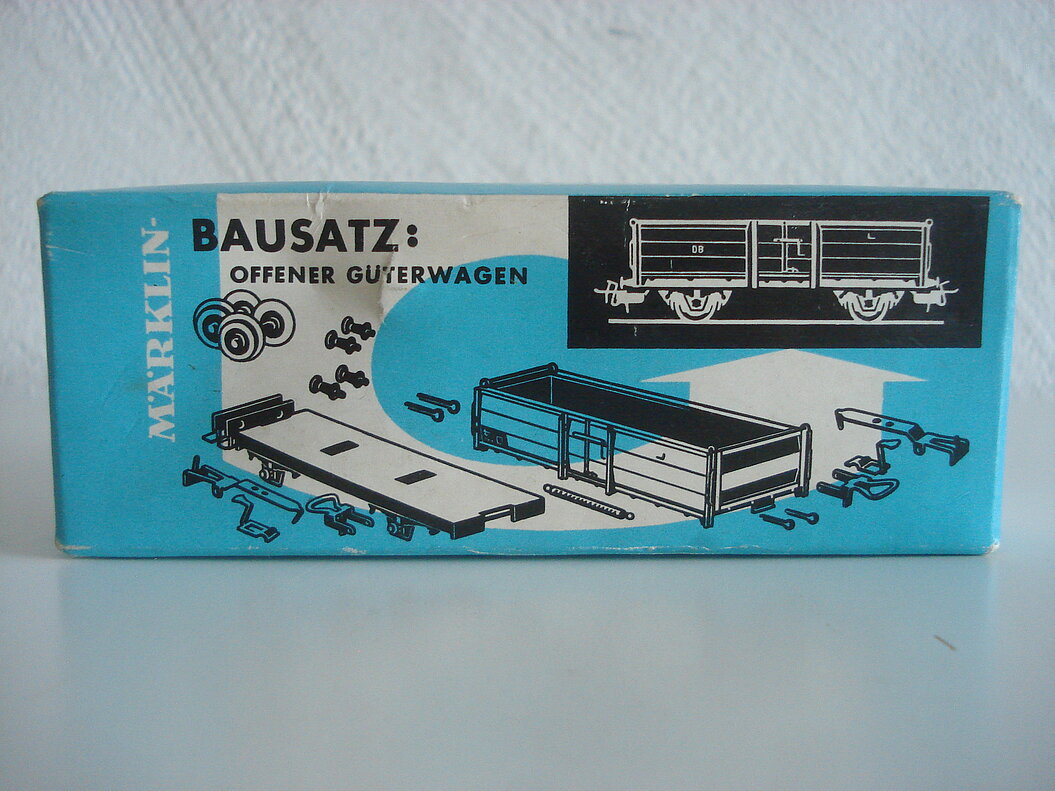 MÄRKLIN
BAUSATZ:
OFFENER GÜTERWAGEN
DB